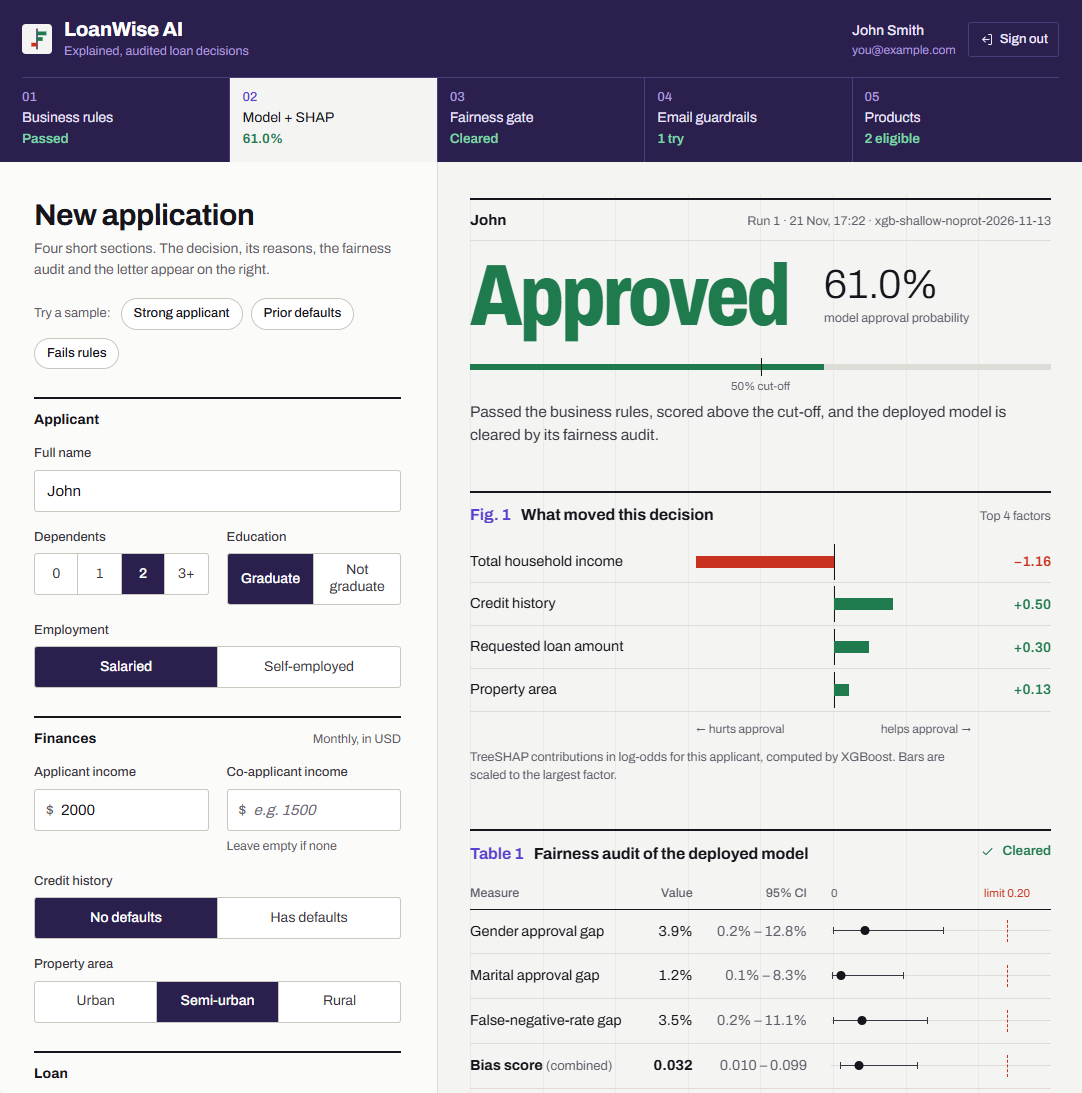 LoanWise AI
Explained, audited loan decisions
John Smith
you@example.com
Sign out
01
Business rules
Passed
02
Model + SHAP
61.0%
03
Fairness gate
Cleared
04
Email guardrails
1 try
05
Products
2 eligible
New application
Four short sections. The decision, its reasons, the fairness
audit and the letter appear on the right.
Try a sample: Strong applicant Prior defaults
Fails rules
Applicant
Full name
John
Dependents Education
0 1 2 3+ Graduate Not
graduate
Employment
Salaried Self-employed
Finances Monthly, in USD
Applicant income Co-applicant income
$ 2000 $ e.g. 1500
Leave empty if none
Credit history
No defaults Has defaults
Property area
Urban Semi-urban Rural
Loan
John Run 1 · 21 Nov, 17:22 · xgb-shallow-noprot-2026-11-13
Approved 61.0%
model approval probability
50% cut-off
Passed the business rules, scored above the cut-off, and the deployed model is
cleared by its fairness audit.
Fig. 1 What moved this decision Top 4 factors
Total household income −1.16
Credit history +0.50
Requested loan amount +0.30
Property area +0.13
← hurts approval helps approval →
TreeSHAP contributions in log-odds for this applicant, computed by XGBoost. Bars are
scaled to the largest factor.
Table 1 Fairness audit of the deployed model ✓ Cleared
Measure Value 95% CI 0 limit 0.20
Gender approval gap 3.9% 0.2% – 12.8%
Marital approval gap 1.2% 0.1% – 8.3%
False-negative-rate gap 3.5% 0.2% – 11.1%
Bias score (combined) 0.032 0.010 – 0.099